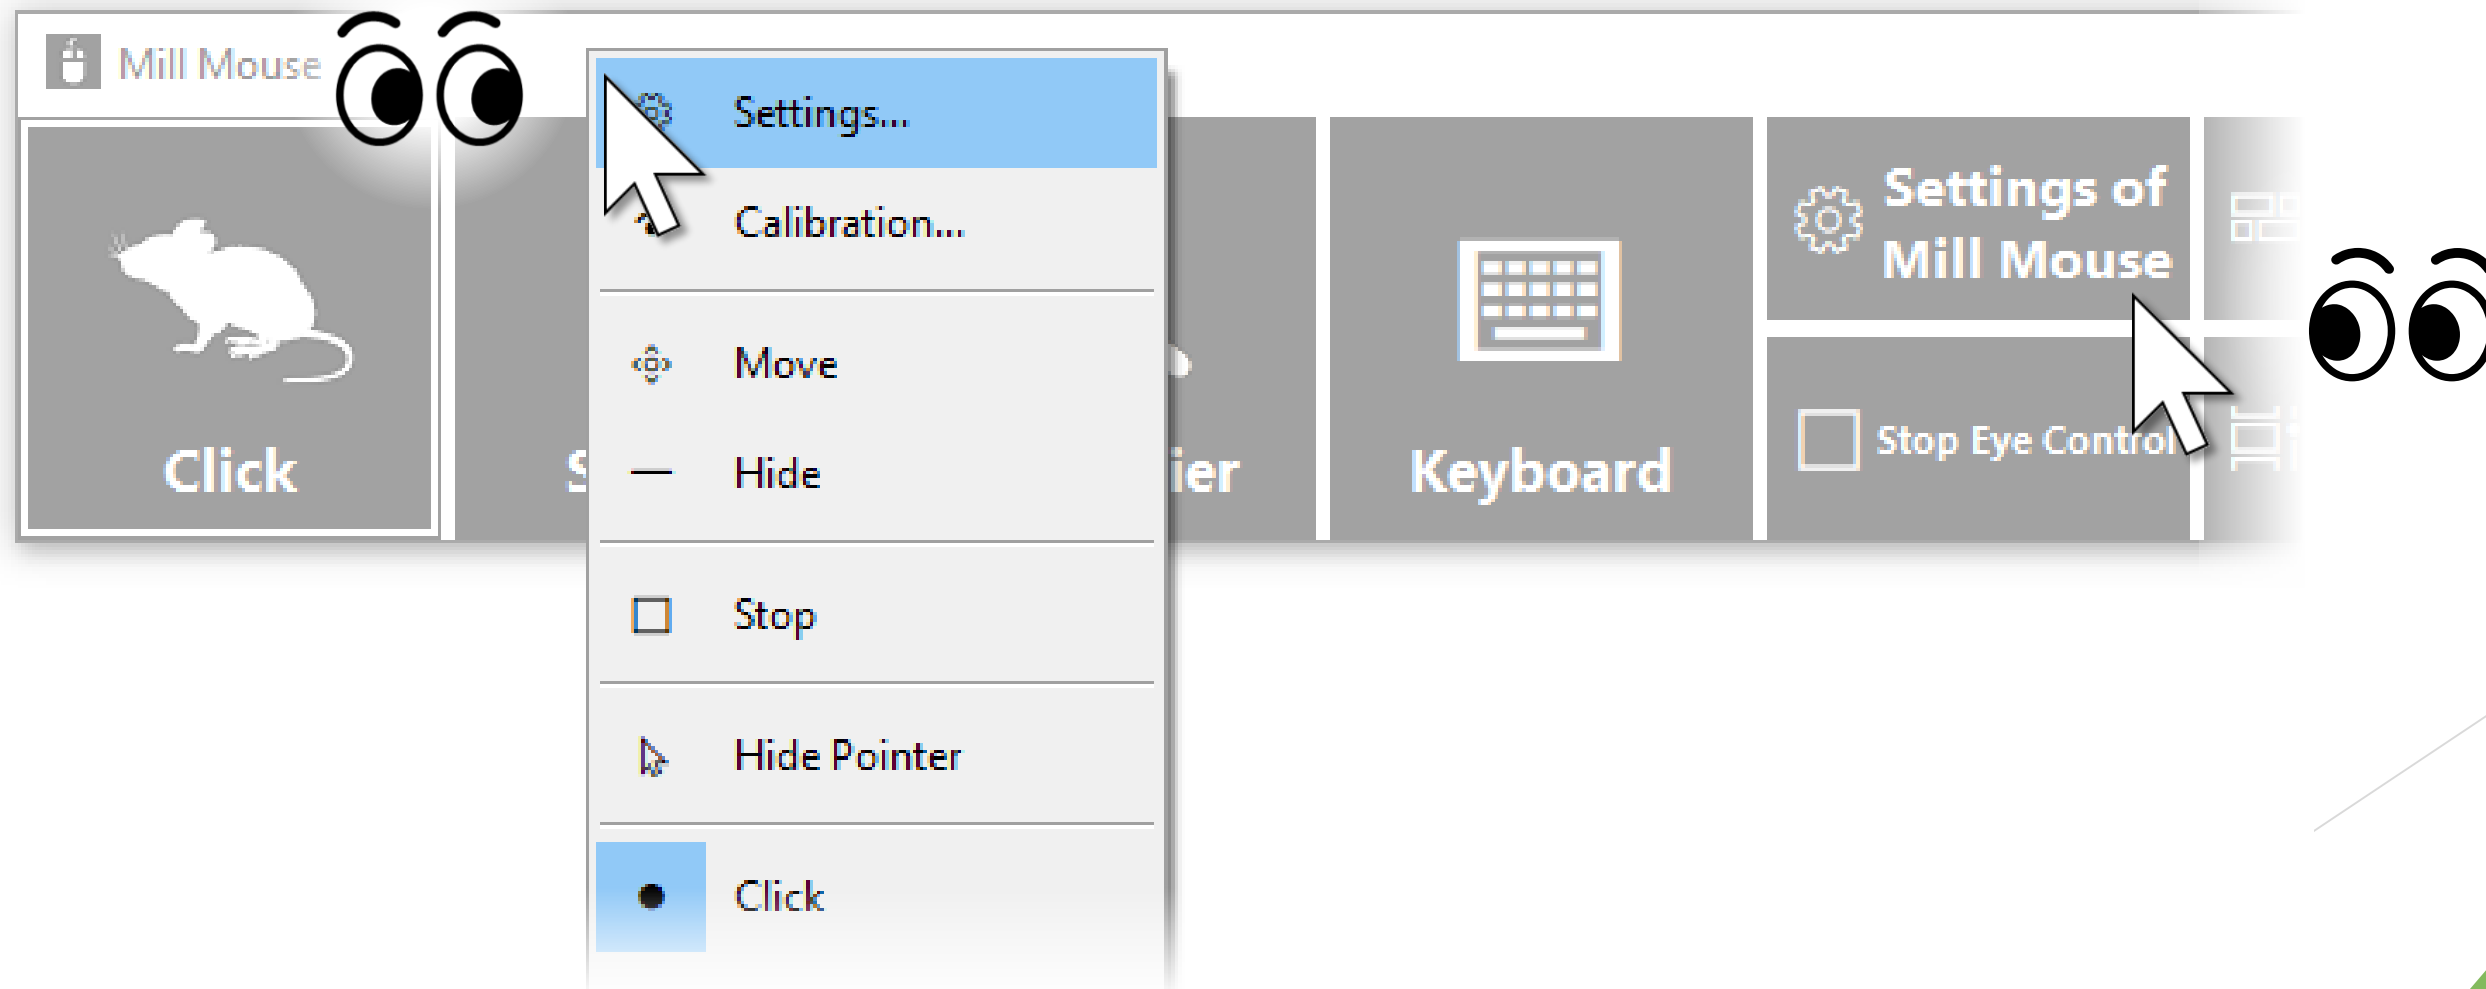 Mill Mouse
Settings...
Calibration...
Move
Hide
Stop
Hide Pointer
Click
Click
Keyboard
Settings of
Mill Mouse
Stop Eye Control